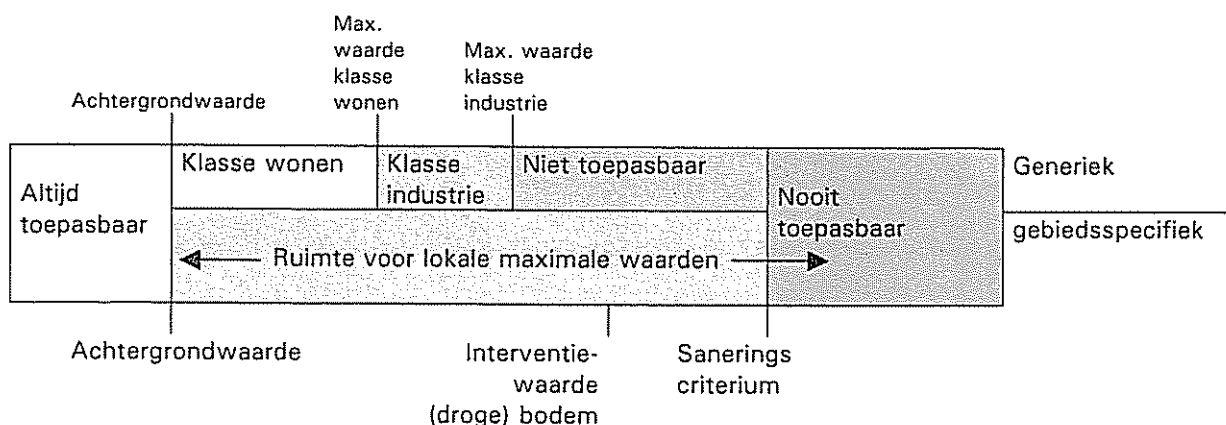 Max.
waarde
klasse
wonen
Max. waarde
klasse
industrie
Achtergrondwaarde
Altijd
toepasbaar
Klasse wonen
Klasse
industrie
Niet toepasbaar
Nooit
toepasbaar
Generiek
gebiedsspecifiek
Ruimte voor lokale maximale waarden
Achtergrondwaarde
Interventie-
waarde
(droge) bodem
Sanerings
criterium